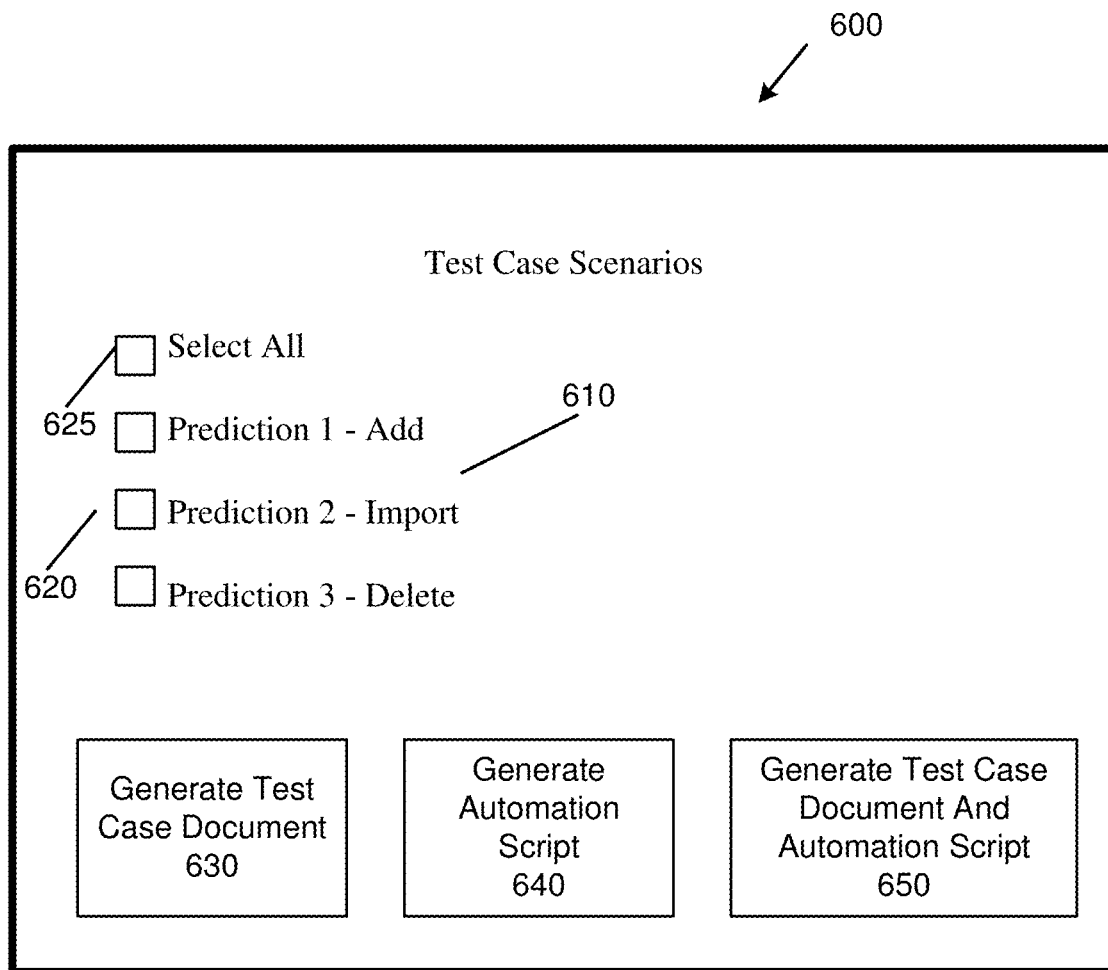 600
Test Case Scenarios
Select All
625
610
Prediction 1 - Add
Prediction 2 - Import
620
Prediction 3 - Delete
Generate Test
Case Document
630
Generate
Automation
Script
640
Generate Test Case
Document And
Automation Script
650